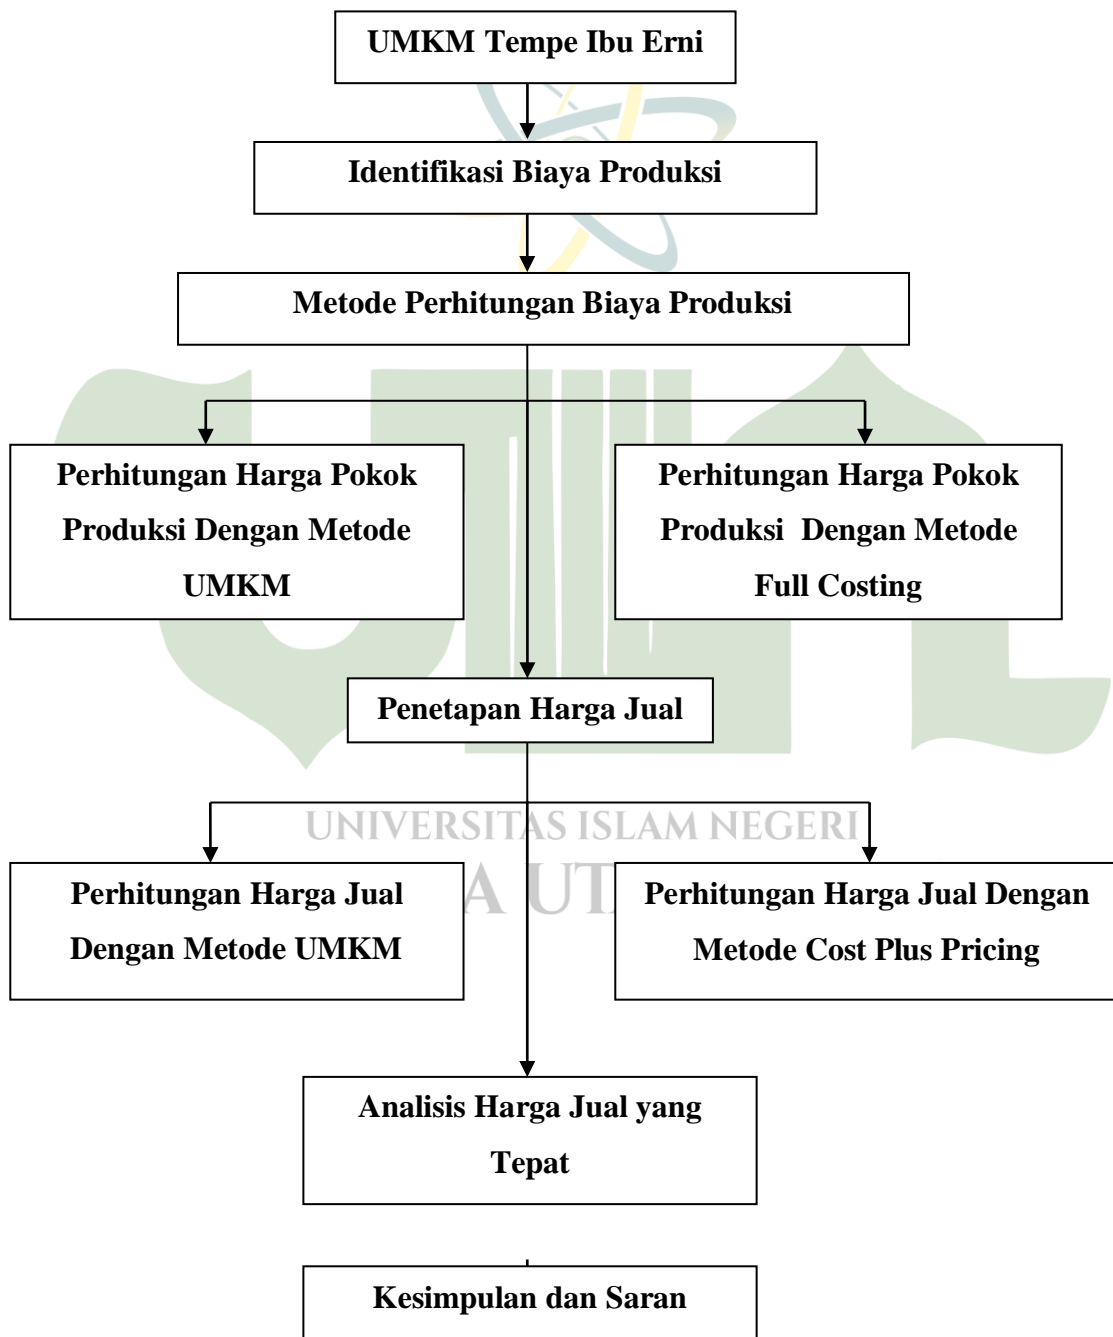 UMKM Tempe Ibu Erni
Identifikasi Biaya Produksi
Metode Perhitungan Biaya Produksi
Perhitungan Harga Pokok
Produksi Dengan Metode
UMKM
Perhitungan Harga Pokok
Produksi  Dengan Metode
Full Costing
Penetapan Harga Jual
UNIVERSITAS ISLAM NEGERI
Perhitungan Harga Jual
Dengan Metode UMKM
Perhitungan Harga Jual Dengan
Metode Cost Plus Pricing
Analisis Harga Jual yang
Tepat
Kesimpulan dan Saran